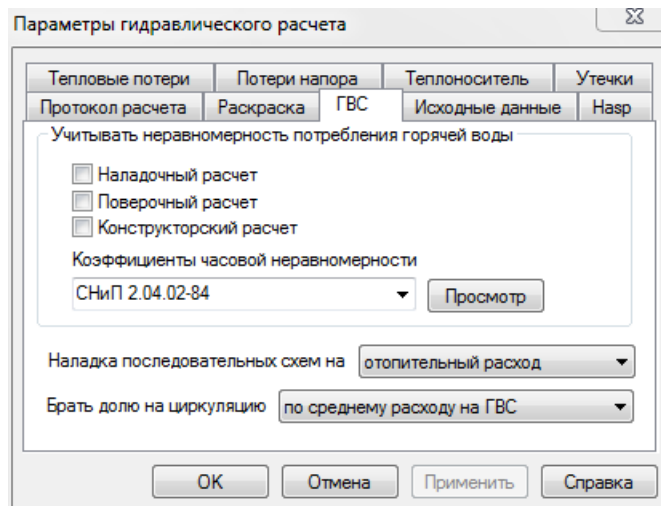 Параметры гидравлического расчета
Тепловые потери Потери напора Теплоноситель Утечки
Протокол расчета Раскраска ГВС Исходные данные Hasp
Учитывать неравномерность потребления горячей воды
Наладочный расчет
Поверочный расчет
Конструкторский расчет
Коэффициенты часовой неравномерности
СНиП 2.04.02-84 Просмотр
Наладка последовательных схем на отопительный расход
Брать долю на циркуляцию по среднему расходу на ГВС
OK Отмена Применить Справка